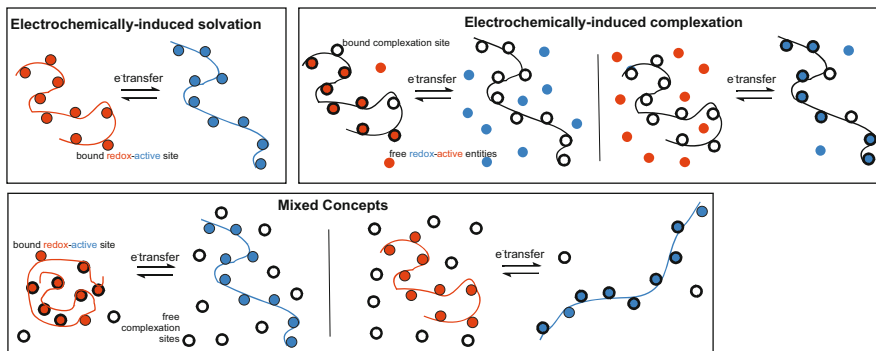 Electrochemically-induced solvation
e⁻transfer
bound redox-active site
Electrochemically-induced complexation
bound complexation site
e⁻transfer
e⁻transfer
free redox-active entities
Mixed Concepts
bound redox-active site
e⁻transfer
e⁻transfer
free
complexation
sites